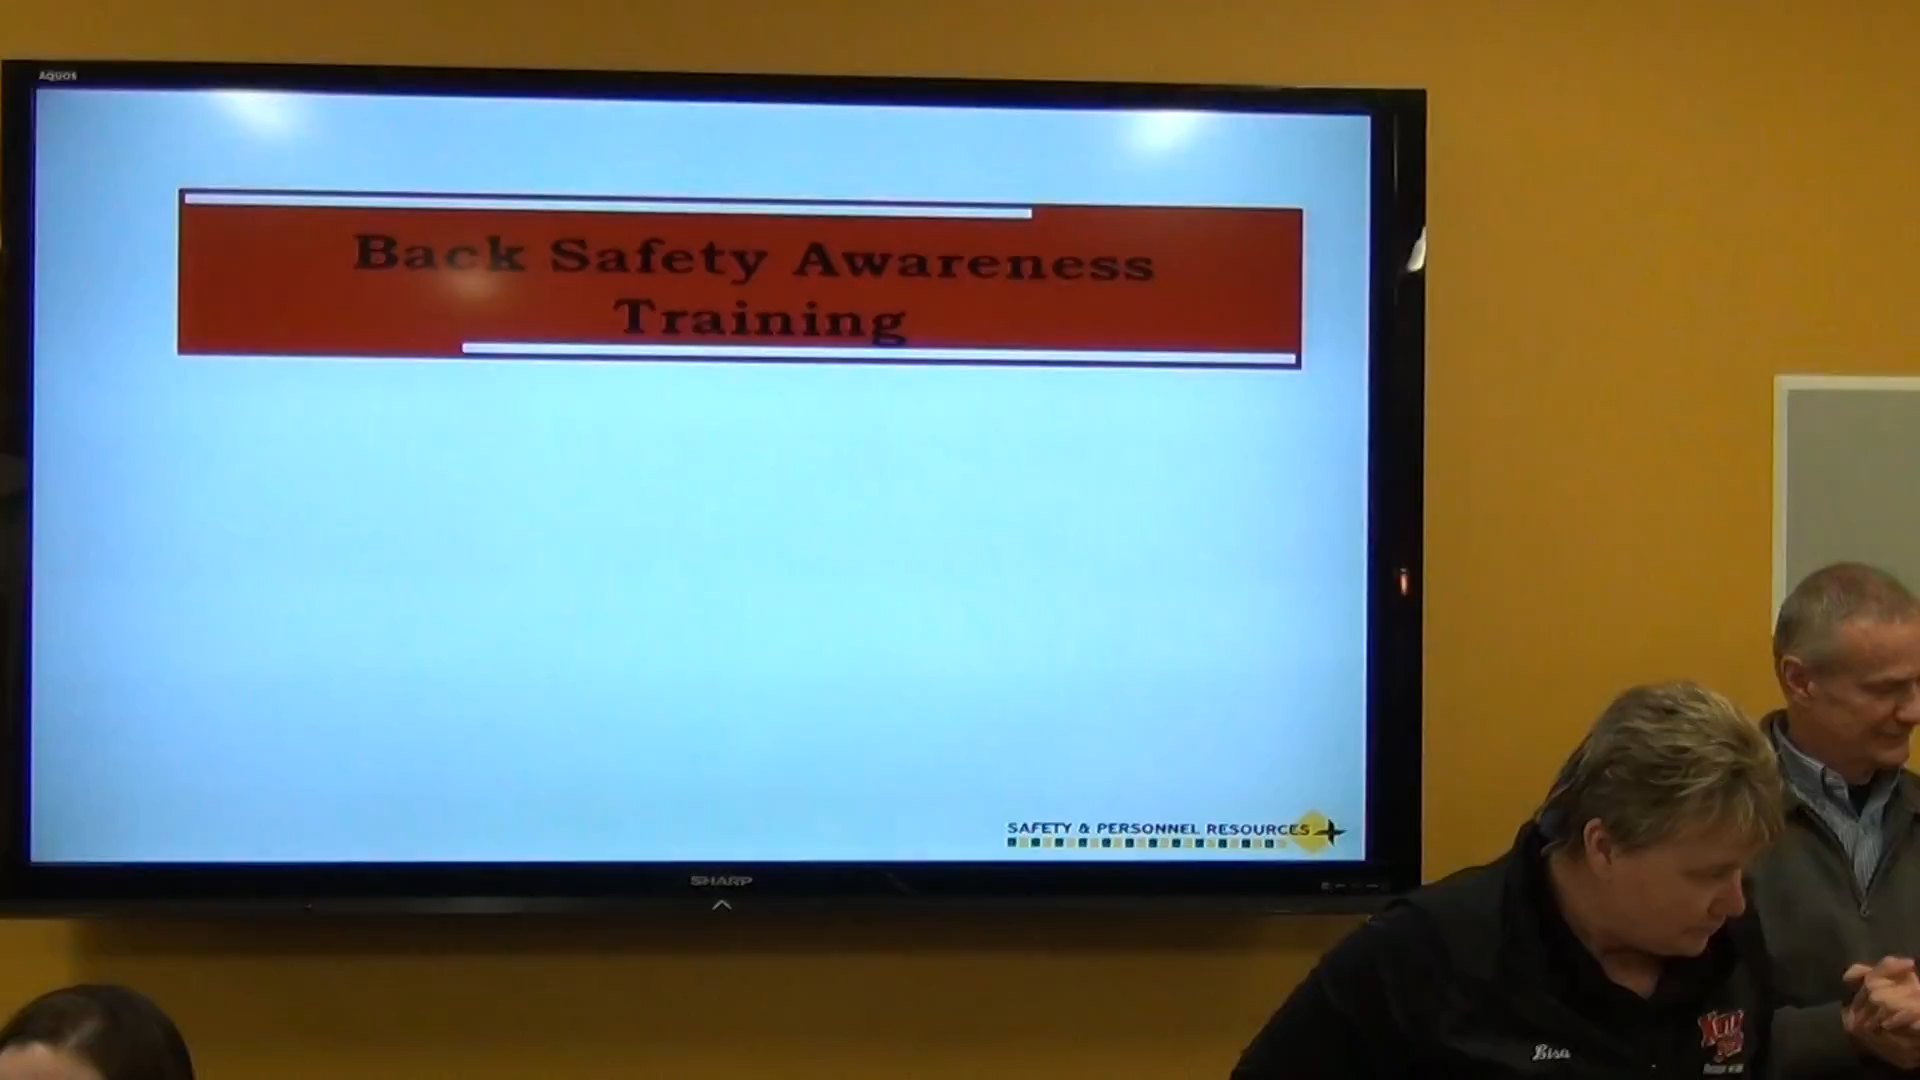 AQUOS
Back Safety Awareness
Training
SAFETY & PERSONNEL RESOURCES
SHARP
Lisa